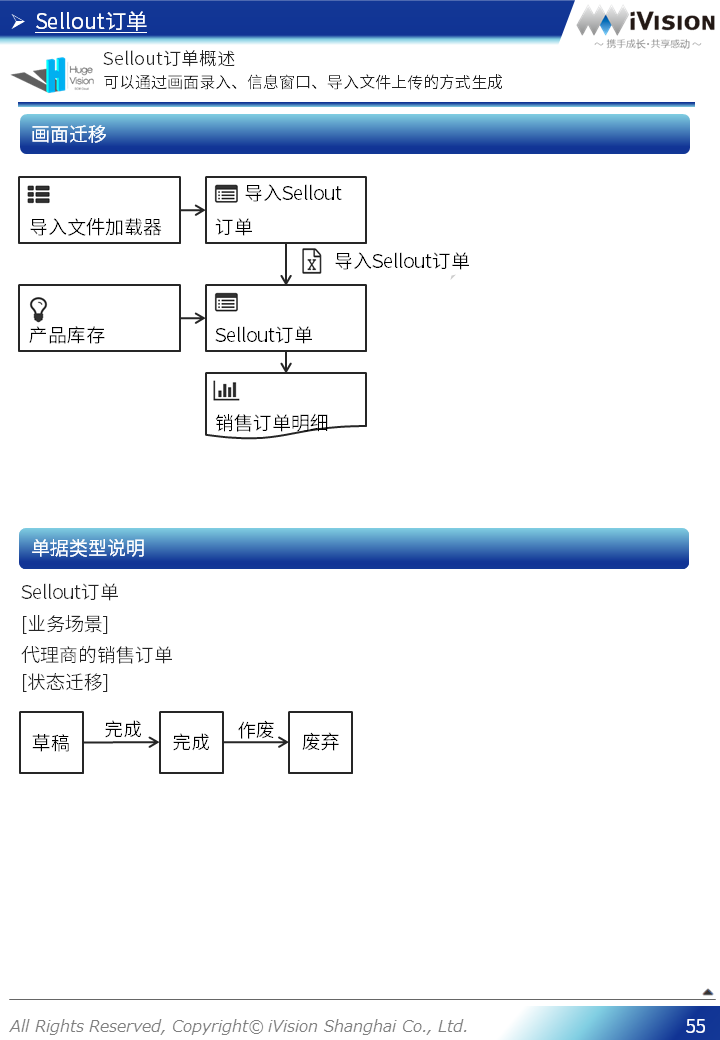 Sellout订单
iVISION
～ 携手成长·共享感动 ～
Huge
Vision
Sellout订单概述
可以通过画面录入、信息窗口、导入文件上传的方式生成
画面迁移
导入文件加载器
导入Sellout
订单
导入Sellout订单
产品库存
Sellout订单
销售订单明细
单据类型说明
Sellout订单
[业务场景]
代理商的销售订单
[状态迁移]
草稿
完成
完成
作废
废弃
All Rights Reserved, Copyright© iVision Shanghai Co., Ltd.
55